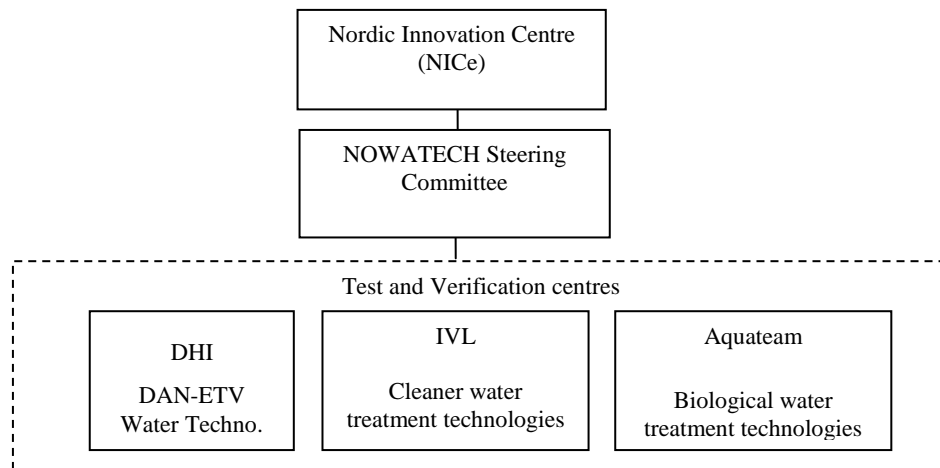 Nordic Innovation Centre
(NICe)
NOWATECH Steering
Committee
Test and Verification centres
DHI
DAN-ETV
Water Techno.
IVL
Cleaner water
treatment technologies
Aquateam
Biological water
treatment technologies